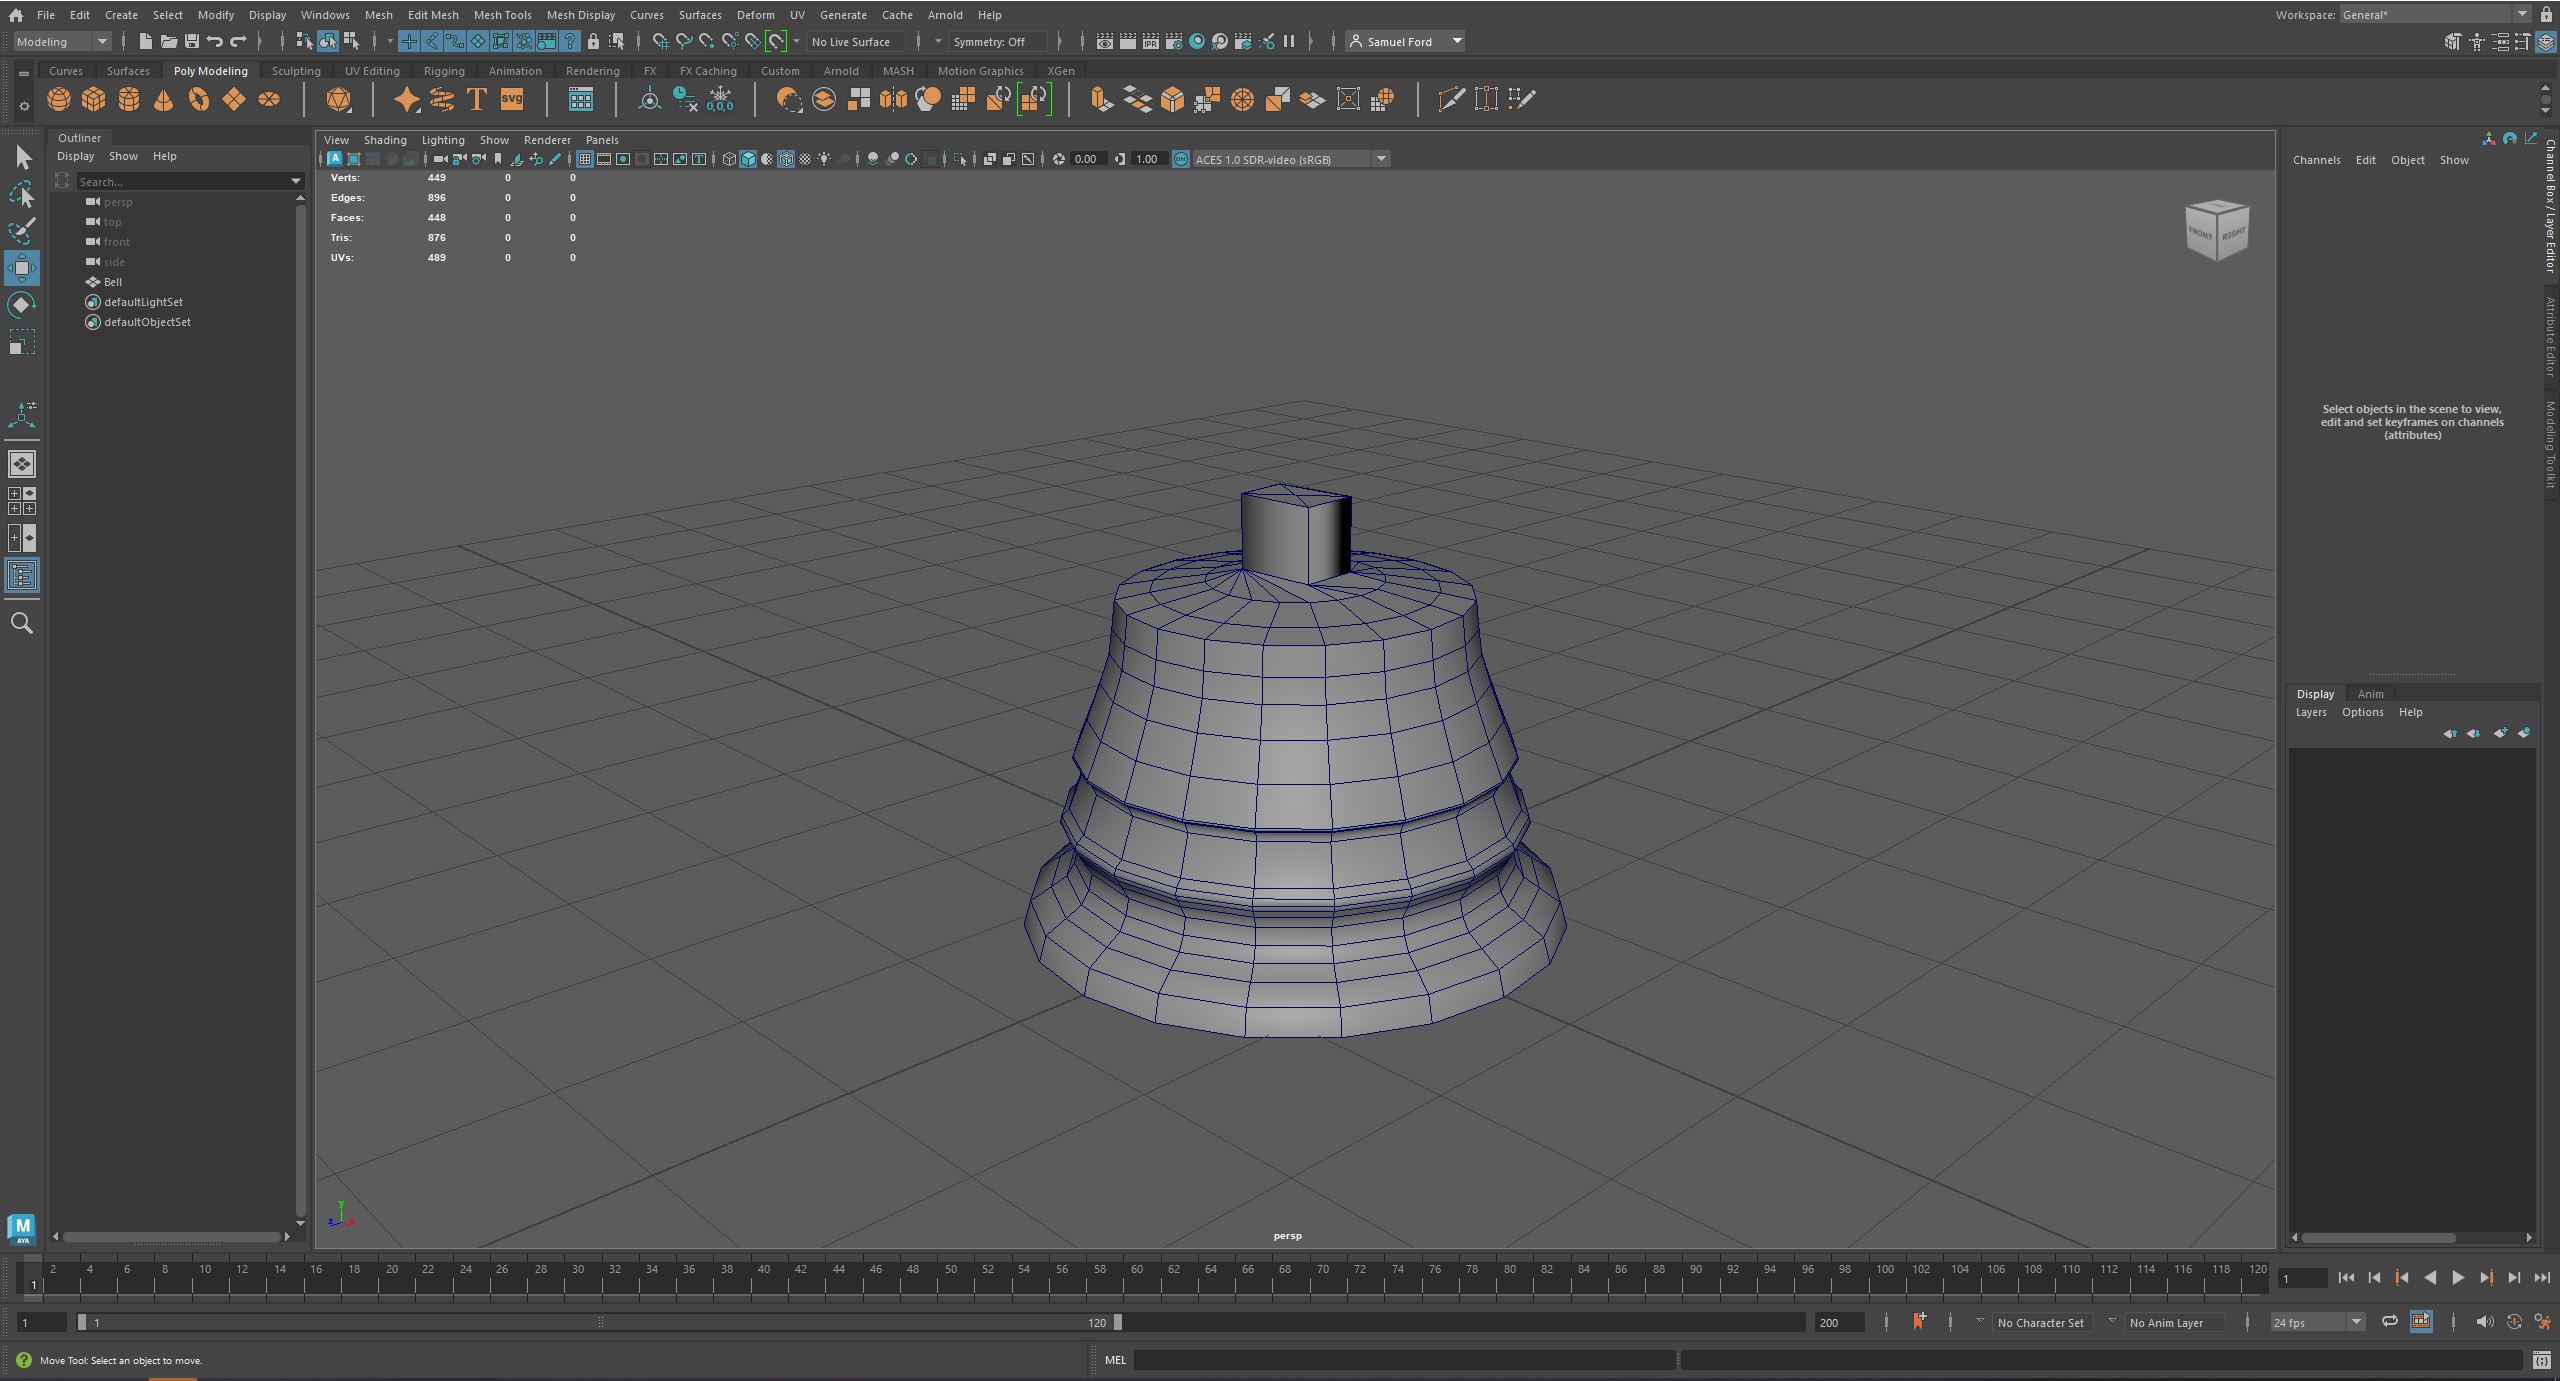 File Edit Create Select Modify Display Windows Mesh Edit Mesh Mesh Tools Mesh Display Curves Surfaces Deform UV Generate Cache Arnold Help
Workspace: General*
Modeling
No Live Surface
Symmetry: Off
IPR
Samuel Ford
Curves Surfaces Poly Modeling Sculpting UV Editing Rigging Animation Rendering FX FX Caching Custom Arnold MASH Motion Graphics XGen
T
SVG
0,0,0
Outliner
Display Show Help
Search...
persp
top
front
side
Bell
defaultLightSet
defaultObjectSet
View Shading Lighting Show Renderer Panels
0.00
1.00
ON
ACES 1.0 SDR-video (sRGB)
Verts: 449 0 0
Edges: 896 0 0
Faces: 448 0 0
Tris: 876 0 0
UVs: 489 0 0
FRONT RIGHT
y
z x
persp
Channels Edit Object Show
Select objects in the scene to view,
edit and set keyframes on channels
(attributes)
Channel Box / Layer Editor
Attribute Editor
Modeling Toolkit
Display Anim
Layers Options Help
M
AYA
2 4 6 8 10 12 14 16 18 20 22 24 26 28 30 32 34 36 38 40 42 44 46 48 50 52 54 56 58 60 62 64 66 68 70 72 74 76 78 80 82 84 86 88 90 92 94 96 98 100 102 104 106 108 110 112 114 116 118 120
1
1
1
1
120
200
No Character Set
No Anim Layer
24 fps
Move Tool: Select an object to move.
MEL